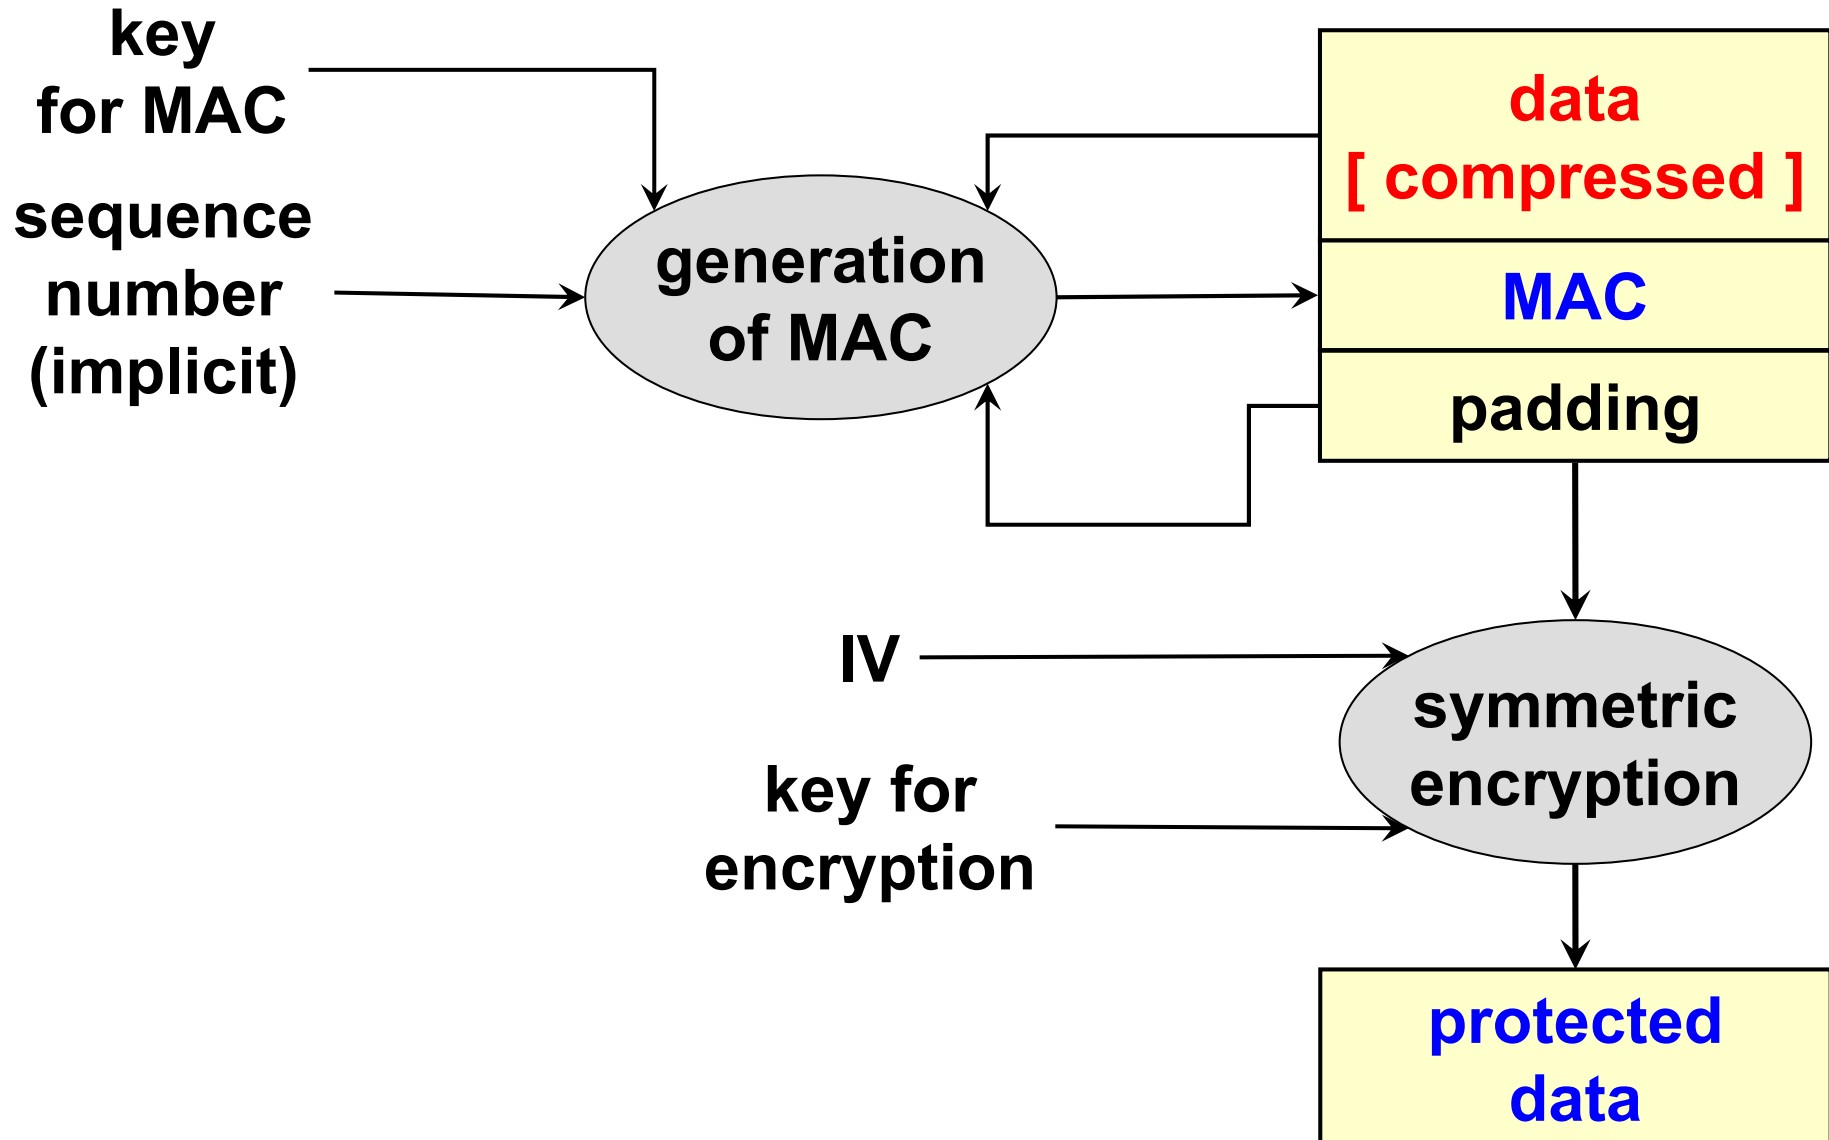 key
for MAC
sequence
number
(implicit)
generation
of MAC
data
[ compressed ]
MAC
padding
IV
key for
encryption
symmetric
encryption
protected
data